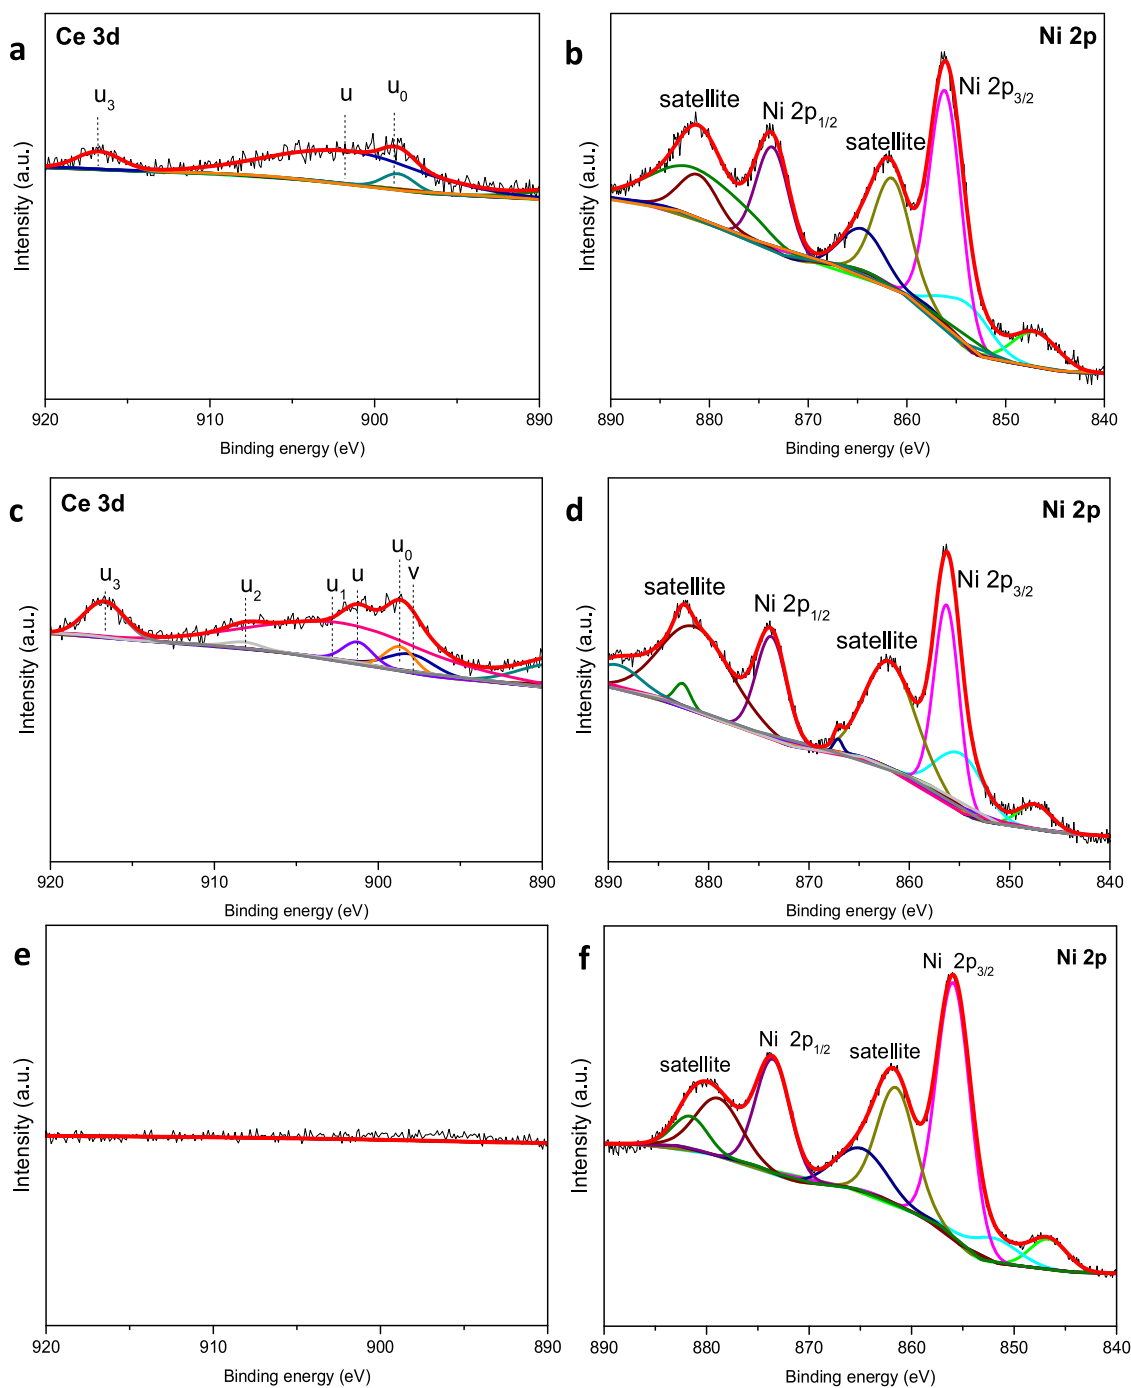 a
Ce 3d
u₃
u
u₀
Intensity (a.u.)
920
910
900
890
Binding energy (eV)
b
Ni 2p
satellite
Ni 2p₁/₂
satellite
Ni 2p₃/₂
Intensity (a.u.)
890
880
870
860
850
840
Binding energy (eV)
c
Ce 3d
u₃
u₂
u₁
u
u₀
v
Intensity (a.u.)
920
910
900
890
Binding energy (eV)
d
Ni 2p
satellite
Ni 2p₁/₂
satellite
Ni 2p₃/₂
Intensity (a.u.)
890
880
870
860
850
840
Binding energy (eV)
e
Intensity (a.u.)
920
910
900
890
Binding energy (eV)
f
Ni 2p
satellite
Ni 2p₁/₂
satellite
Ni 2p₃/₂
Intensity (a.u.)
890
880
870
860
850
840
Binding energy (eV)